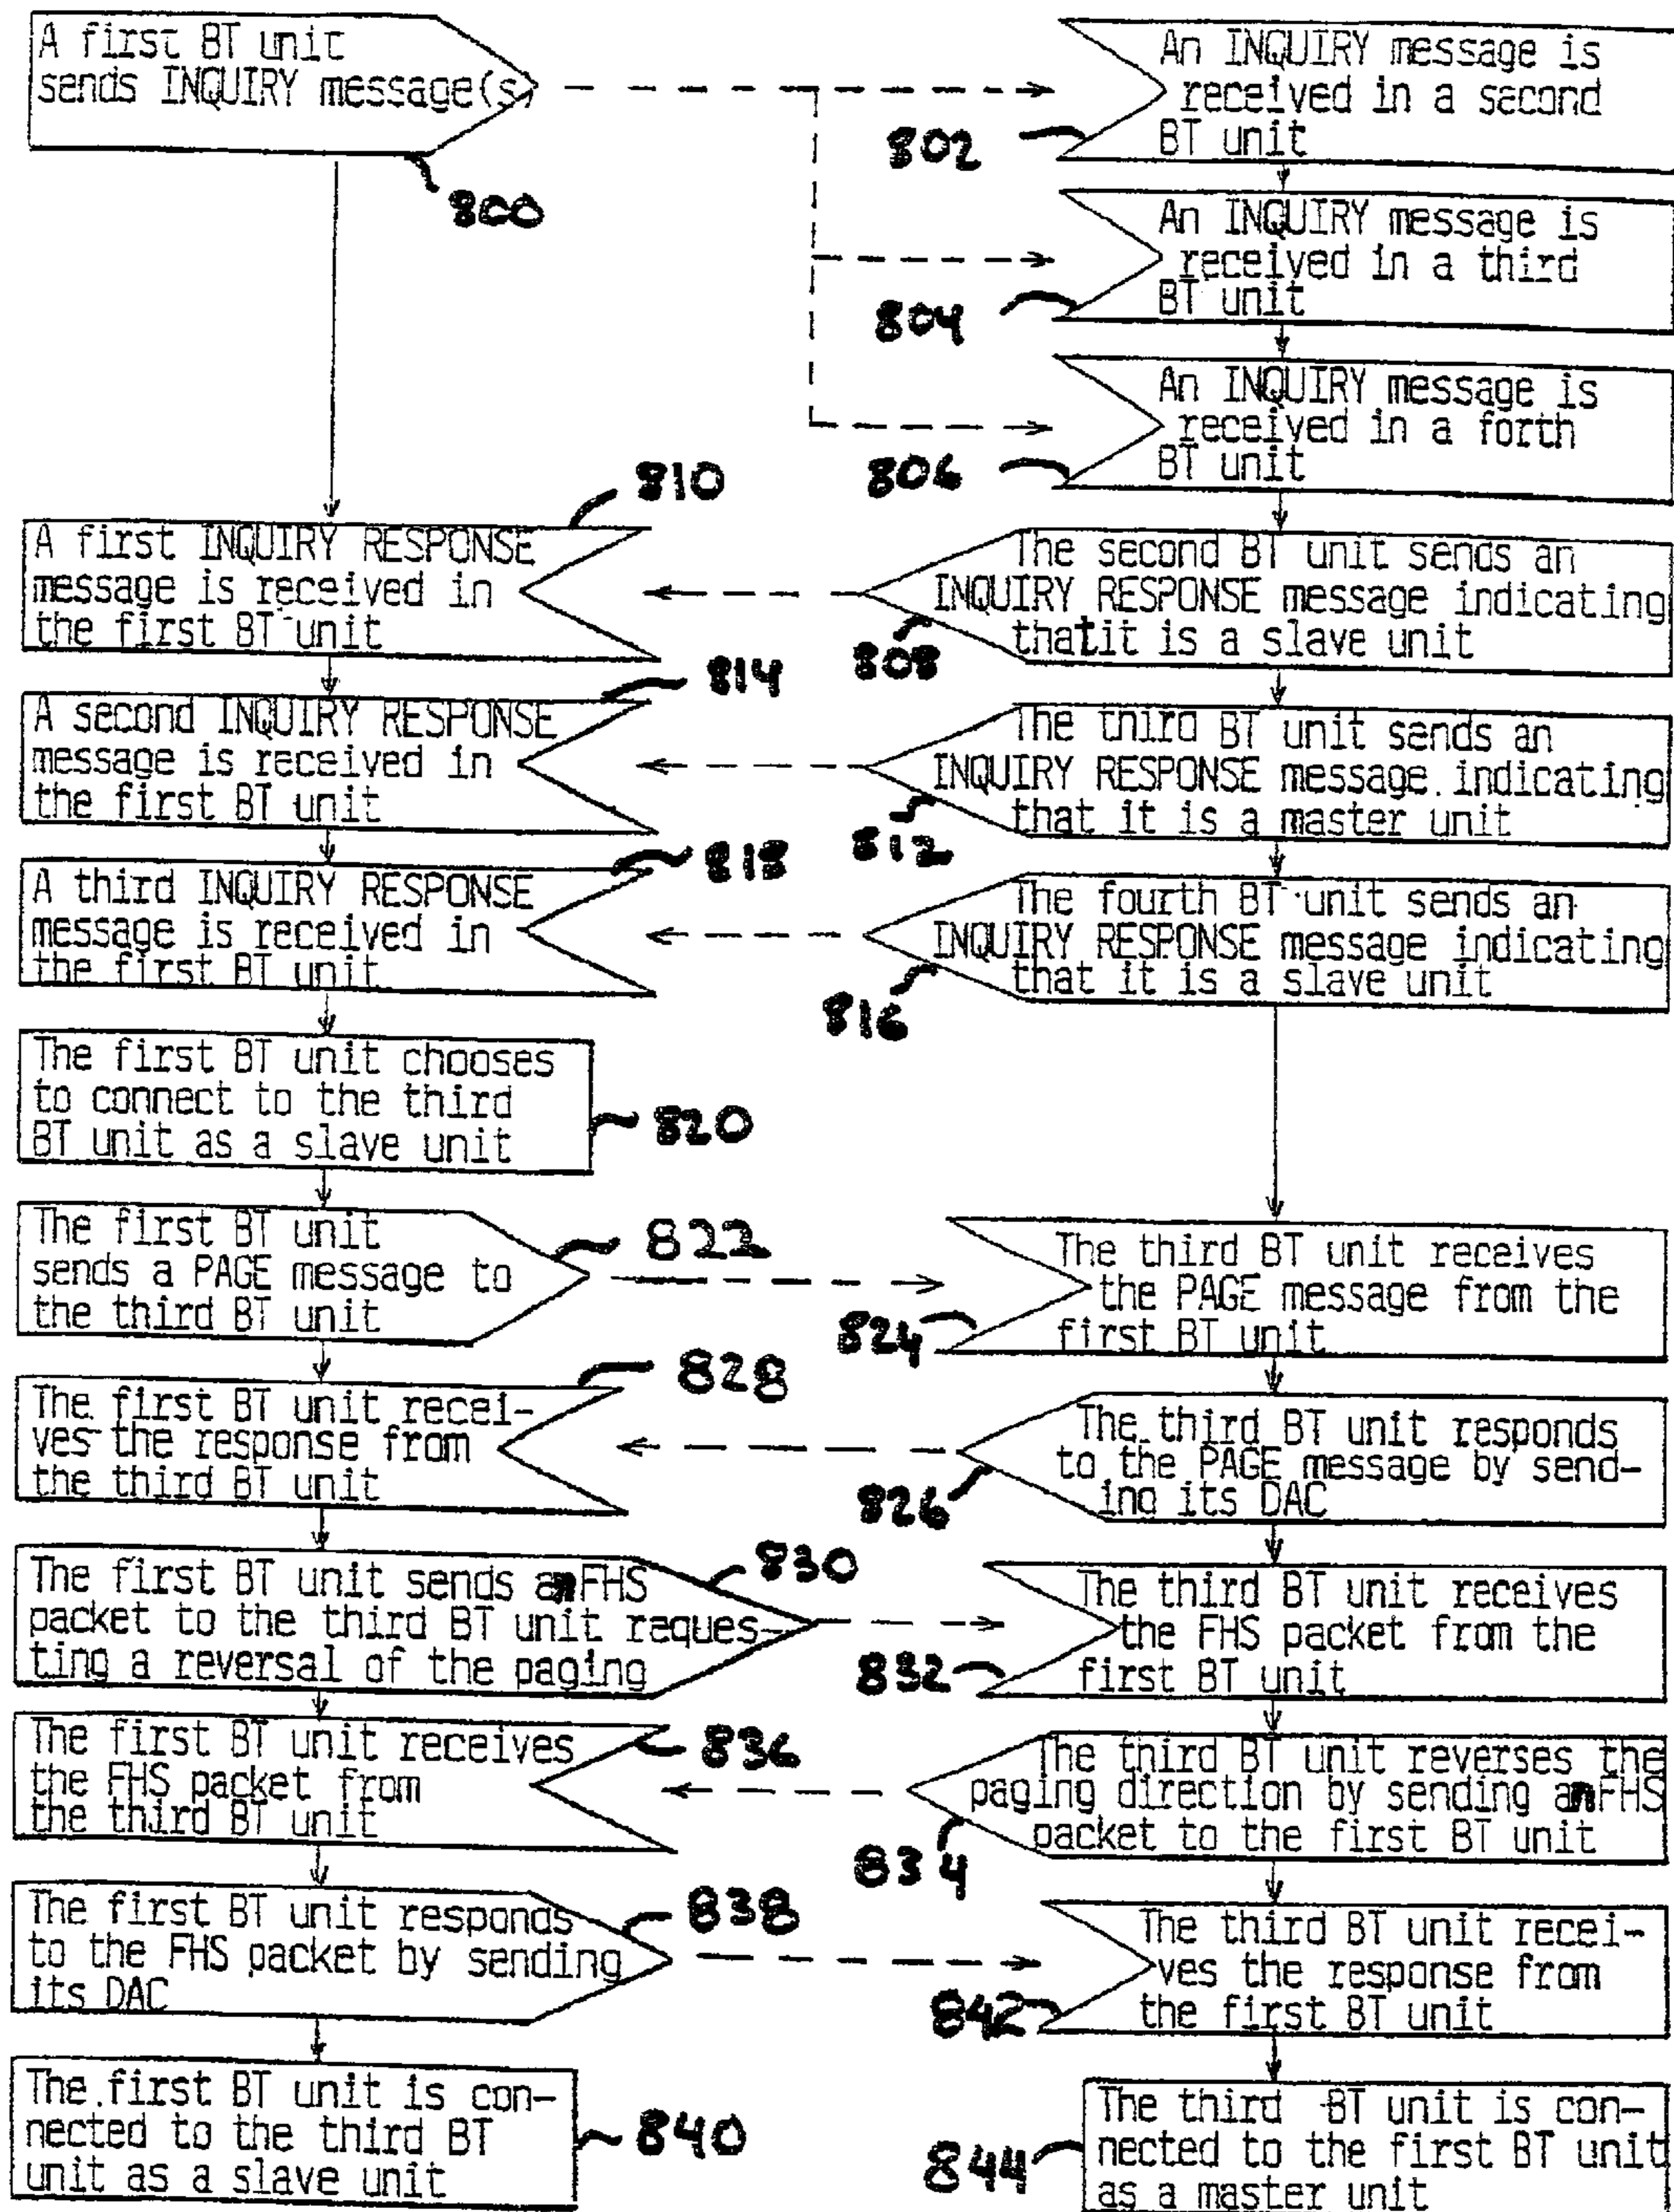 A first BT unit
sends INQUIRY message(s)
800
An INQUIRY message is
received in a second
BT unit
802
An INQUIRY message is
received in a third
BT unit
804
An INQUIRY message is
received in a forth
BT unit
806
810
A first INQUIRY RESPONSE
message is received in
the first BT unit
The second BT unit sends an
INQUIRY RESPONSE message indicating
that it is a slave unit
808
814
A second INQUIRY RESPONSE
message is received in
the first BT unit
The third BT unit sends an
INQUIRY RESPONSE message indicating
that it is a master unit
812
818
A third INQUIRY RESPONSE
message is received in
the first BT unit
The fourth BT unit sends an
INQUIRY RESPONSE message indicating
that it is a slave unit
816
The first BT unit chooses
to connect to the third
BT unit as a slave unit
820
The first BT unit
sends a PAGE message to
the third BT unit
822
The third BT unit receives
the PAGE message from the
first BT unit
824
828
The first BT unit recei-
ves the response from
the third BT unit
The third BT unit responds
to the PAGE message by send-
ing its DAC
826
The first BT unit sends an FHS
packet to the third BT unit reques-
ting a reversal of the paging
830
The third BT unit receives
the FHS packet from the
first BT unit
832
The first BT unit receives
the FHS packet from
the third BT unit
836
The third BT unit reverses the
paging direction by sending an FHS
packet to the first BT unit
834
The first BT unit responds
to the FHS packet by sending
its DAC
838
The third BT unit recei-
ves the response from
the first BT unit
842
The first BT unit is con-
nected to the third BT
unit as a slave unit
840
The third BT unit is con-
nected to the first BT unit
as a master unit
844